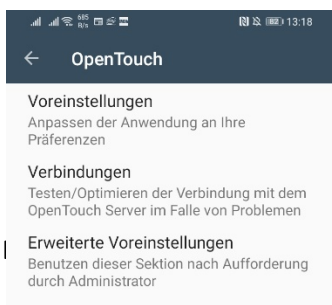 685 B/s 13:18
OpenTouch
Voreinstellungen
Anpassen der Anwendung an Ihre
Präferenzen
Verbindungen
Testen/Optimieren der Verbindung mit dem
OpenTouch Server im Falle von Problemen
Erweiterte Voreinstellungen
Benutzen dieser Sektion nach Aufforderung
durch Administrator